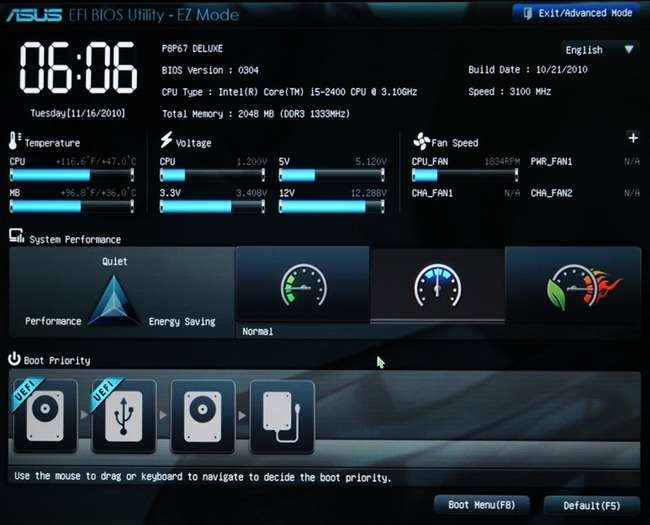 ASUS EFI BIOS Utility - EZ Mode
Exit/Advanced Mode
06:06
Tuesday[11/16/2010]
P8P67 DELUXE
English
BIOS Version : 0304
Build Date : 10/21/2010
CPU Type : Intel(R) Core(TM) i5-2400 CPU @ 3.10GHz
Speed : 3100 MHz
Total Memory : 2048 MB (DDR3 1333MHz)
Temperature
CPU +116.6°F/+47.0°C
MB +96.8°F/+36.0°C
Voltage
CPU 1.200V 5V 5.120V
3.3V 3.408V 12V 12.288V
Fan Speed
CPU_FAN 1834RPM PWR_FAN1 N/A
CHA_FAN1 N/A CHA_FAN2 N/A
System Performance
Quiet
Performance
Energy Saving
Normal
Boot Priority
UEFI
UEFI
Use the mouse to drag or keyboard to navigate to decide the boot priority.
Boot Menu(F8)
Default(F5)